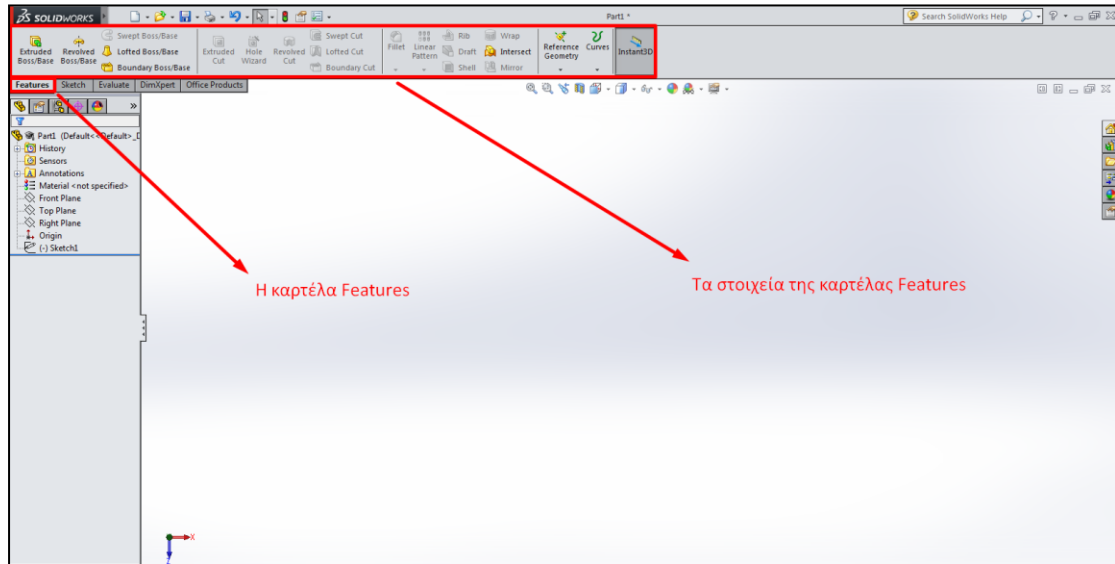 SOLIDWORKS
Part1 *
Search SolidWorks Help
Extruded Boss/Base
Revolved Boss/Base
Swept Boss/Base
Lofted Boss/Base
Boundary Boss/Base
Extruded Cut
Hole Wizard
Revolved Cut
Swept Cut
Lofted Cut
Boundary Cut
Fillet
Linear Pattern
Rib
Draft
Shell
Wrap
Intersect
Mirror
Reference Geometry
Curves
Instant3D
Features Sketch Evaluate DimXpert Office Products
Part1 (Default<<Default>_D
History
Sensors
Annotations
Material <not specified>
Front Plane
Top Plane
Right Plane
Origin
(-) Sketch1
Η καρτέλα Features
Τα στοιχεία της καρτέλας Features
X
Z